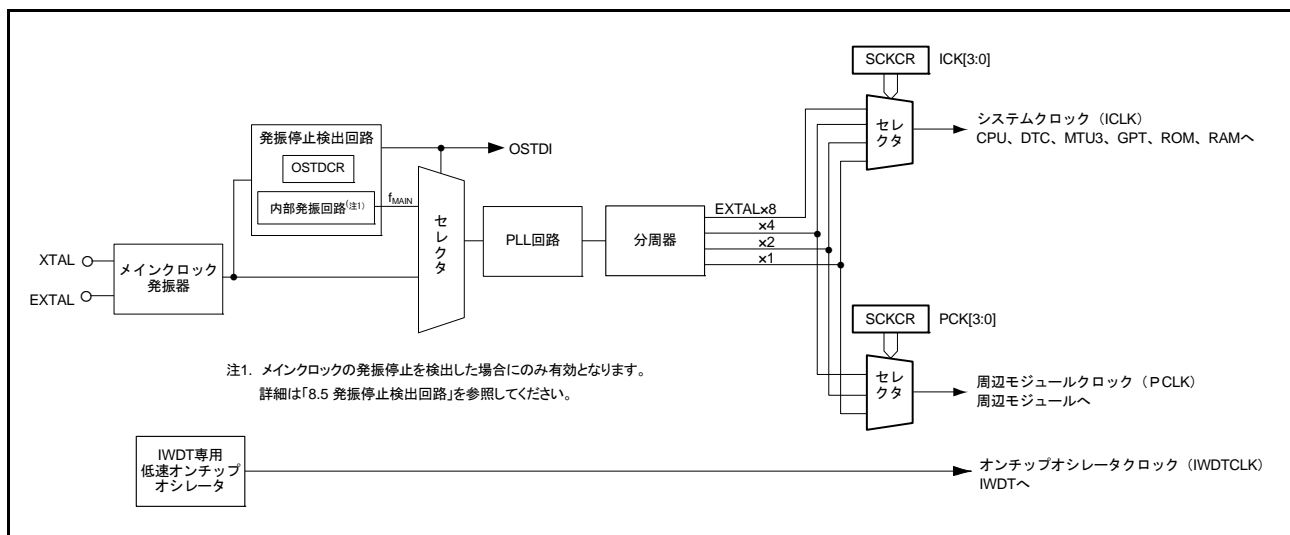 SCKCR
ICK[3:0]
セレ
クタ
システムクロック（ICLK）
CPU、DTC、MTU3、GPT、ROM、RAMへ
発振停止検出回路
OSTDCR
内部発振回路(注1)
fMAIN
OSTDI
セレクタ
PLL回路
分周器
EXTAL×8
×4
×2
×1
XTAL
EXTAL
メインクロック
発振器
SCKCR
PCK[3:0]
セレ
クタ
周辺モジュールクロック（PCLK）
周辺モジュールへ
注1. メインクロックの発振停止を検出した場合にのみ有効となります。
詳細は「8.5 発振停止検出回路」を参照してください。
IWDT専用
低速オンチップ
オシレータ
オンチップオシレータクロック（IWDTCLK）
IWDTへ